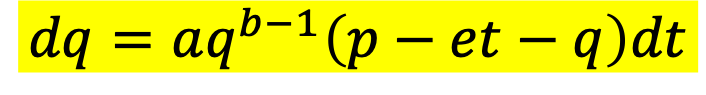 dq = aq^{b−1}(p − et − q)dt